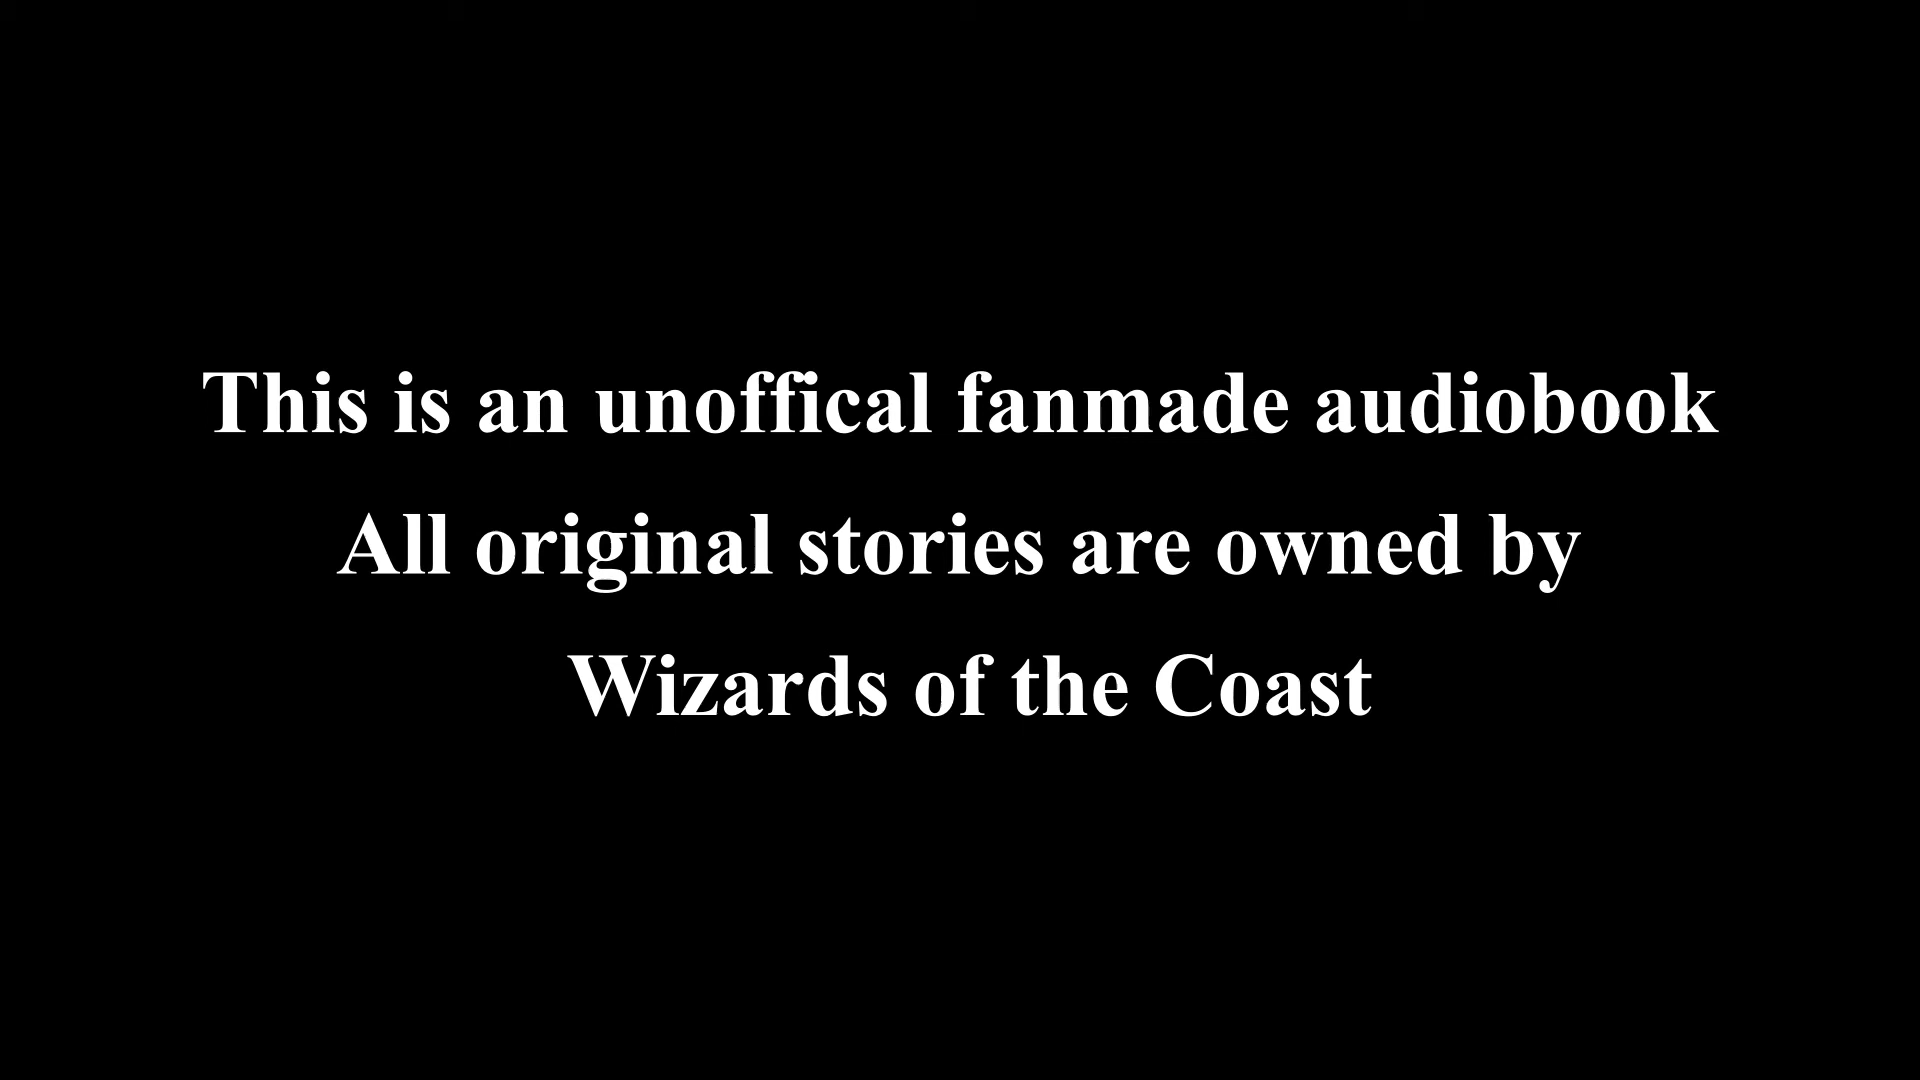 This is an unoffical fanmade audiobook
All original stories are owned by
Wizards of the Coast